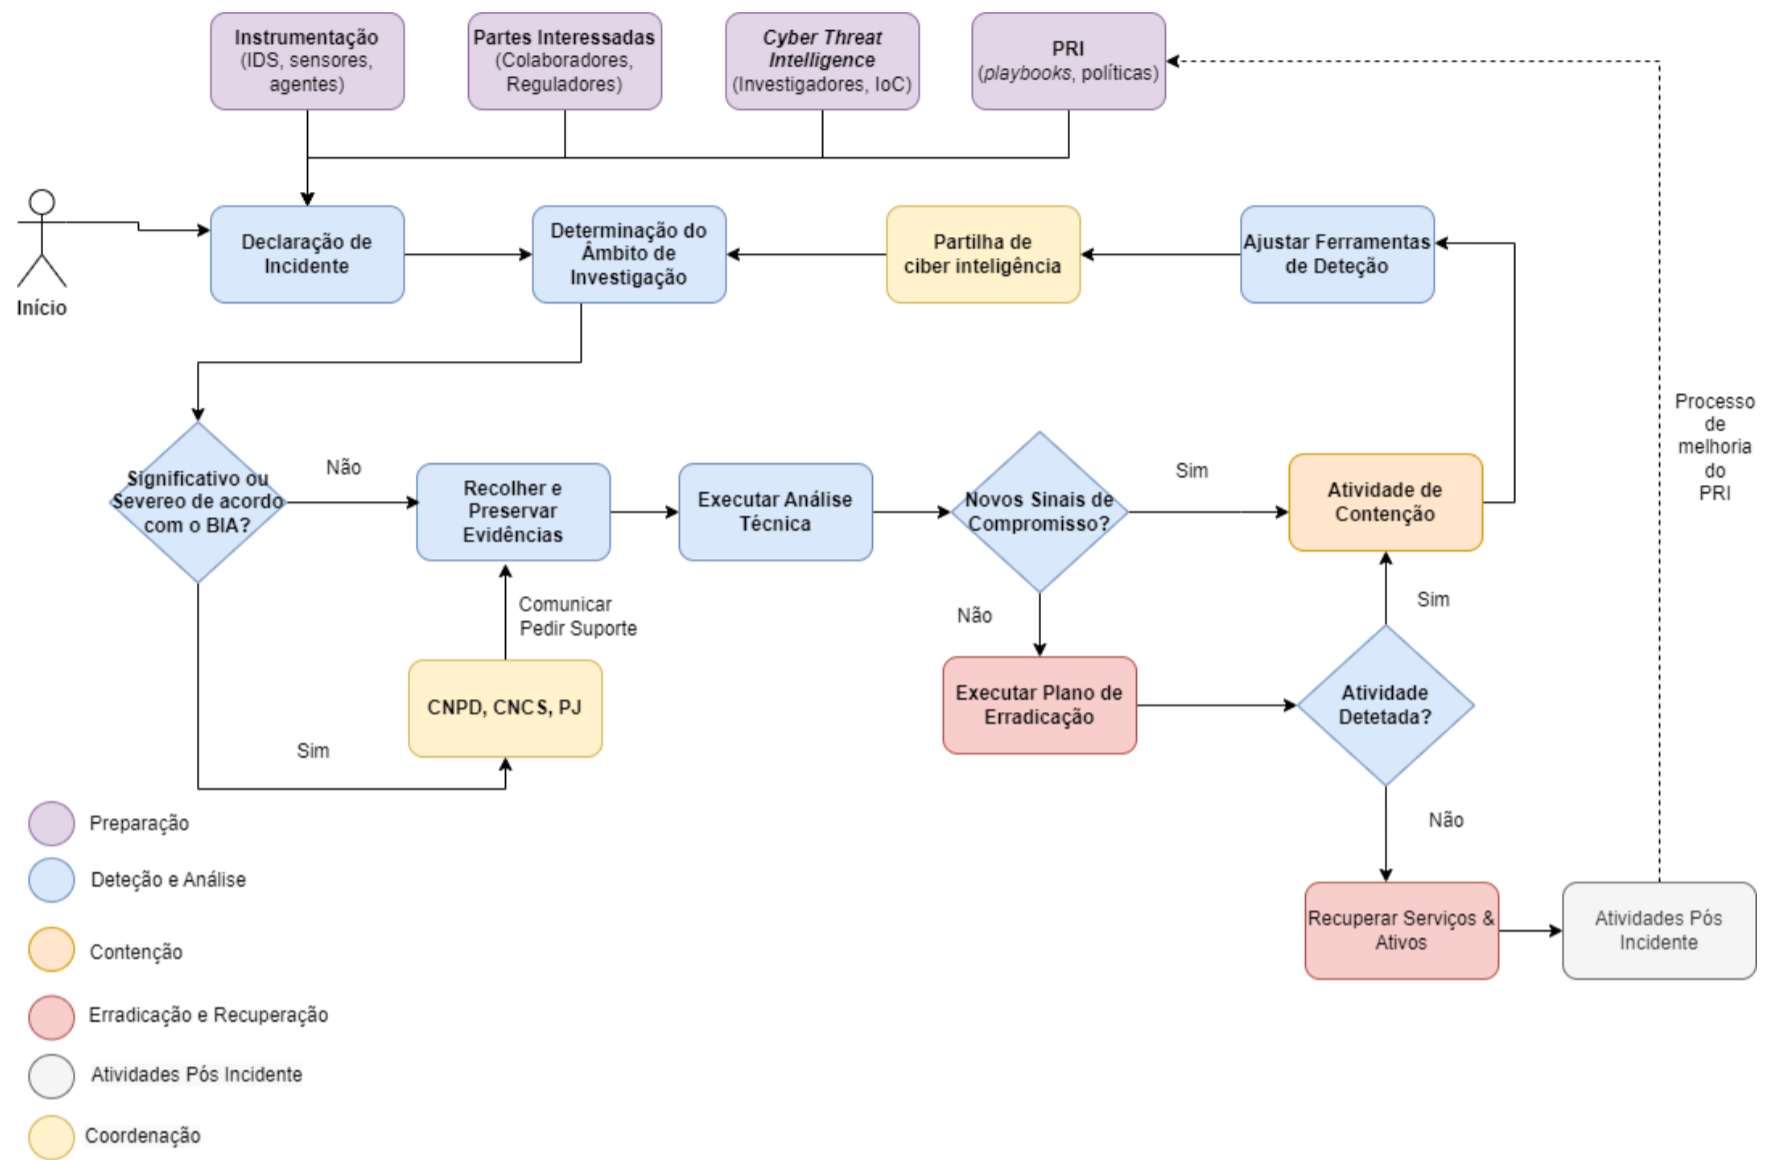 Instrumentação
(IDS, sensores,
agentes)
Partes Interessadas
(Colaboradores,
Reguladores)
Cyber Threat
Intelligence
(Investigadores, IoC)
PRI
(playbooks, políticas)
Início
Declaração de
Incidente
Determinação do
Âmbito de
Investigação
Partilha de
ciber inteligência
Ajustar Ferramentas
de Deteção
Processo
de
melhoria
do
PRI
Significativo ou
Severeo de acordo
com o BIA?
Não
Recolher e
Preservar
Evidências
Executar Análise
Técnica
Novos Sinais de
Compromisso?
Sim
Atividade de
Contenção
Comunicar
Pedir Suporte
Não
Sim
CNPD, CNCS, PJ
Executar Plano de
Erradicação
Atividade
Detetada?
Sim
Não
Recuperar Serviços &
Ativos
Atividades Pós
Incidente
Preparação
Deteção e Análise
Contenção
Erradicação e Recuperação
Atividades Pós Incidente
Coordenação